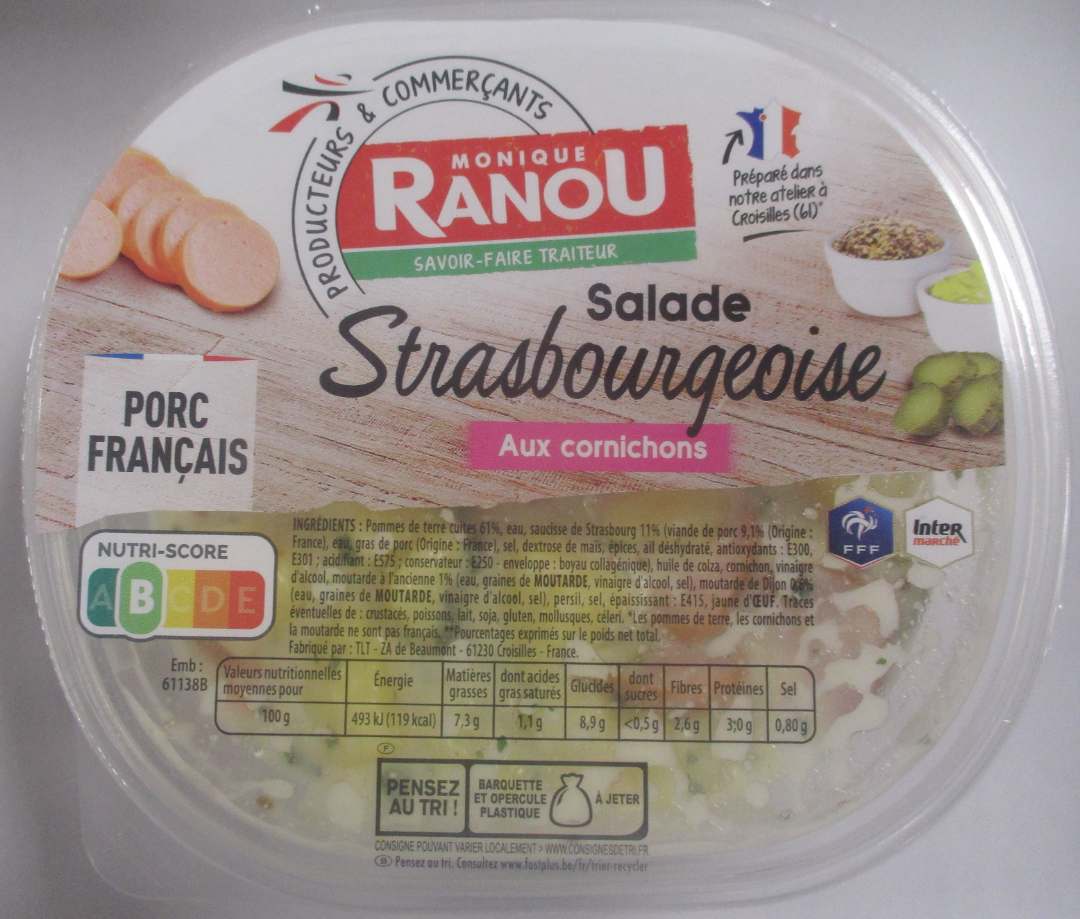 PRODUCTEURS & COMMERÇANTS
MONIQUE
RANOU
SAVOIR-FAIRE TRAITEUR
Préparé dans
notre atelier à
Croisilles (61)*
Salade
Strasbourgeoise
Aux cornichons
PORC
FRANÇAIS
NUTRI-SCORE
A B C D E
FFF
InteR
marché
INGRÉDIENTS : Pommes de terre cuites 61%, eau, saucisse de Strasbourg 11% (viande de porc 9,1% (Origine :
France), eau, gras de porc (Origine : France), sel, dextrose de maïs, épices, ail déshydraté, antioxydants : E300,
E301 ; acidifiant : E575 ; conservateur : E250 - enveloppe : boyau collagénique), huile de colza, cornichon, vinaigre
d'alcool, moutarde à l'ancienne 1% (eau, graines de MOUTARDE, vinaigre d'alcool, sel), moutarde de Dijon 0,8%
(eau, graines de MOUTARDE, vinaigre d'alcool, sel), persil, sel, épaississant : E415, jaune d'ŒUF. Traces
éventuelles de : crustacés, poissons, lait, soja, gluten, mollusques, céleri. *Les pommes de terre, les cornichons et
la moutarde ne sont pas français. **Pourcentages exprimés sur le poids net total.
Fabriqué par : TLT - ZA de Beaumont - 61230 Croisilles - France.
Emb :
61138B
Valeurs nutritionnelles moyennes pour Énergie Matières grasses dont acides gras saturés Glucides dont sucres Fibres Protéines Sel
100 g 493 kJ (119 kcal) 7,3 g 1,1 g 8,9 g <0,5 g 2,6 g 3,0 g 0,80 g
F
PENSEZ
AU TRI !
BARQUETTE
ET OPERCULE
PLASTIQUE
À JETER
CONSIGNE POUVANT VARIER LOCALEMENT > WWW.CONSIGNESDETRI.FR
B Pensez au tri. Consultez www.fostplus.be/fr/trier-recycler